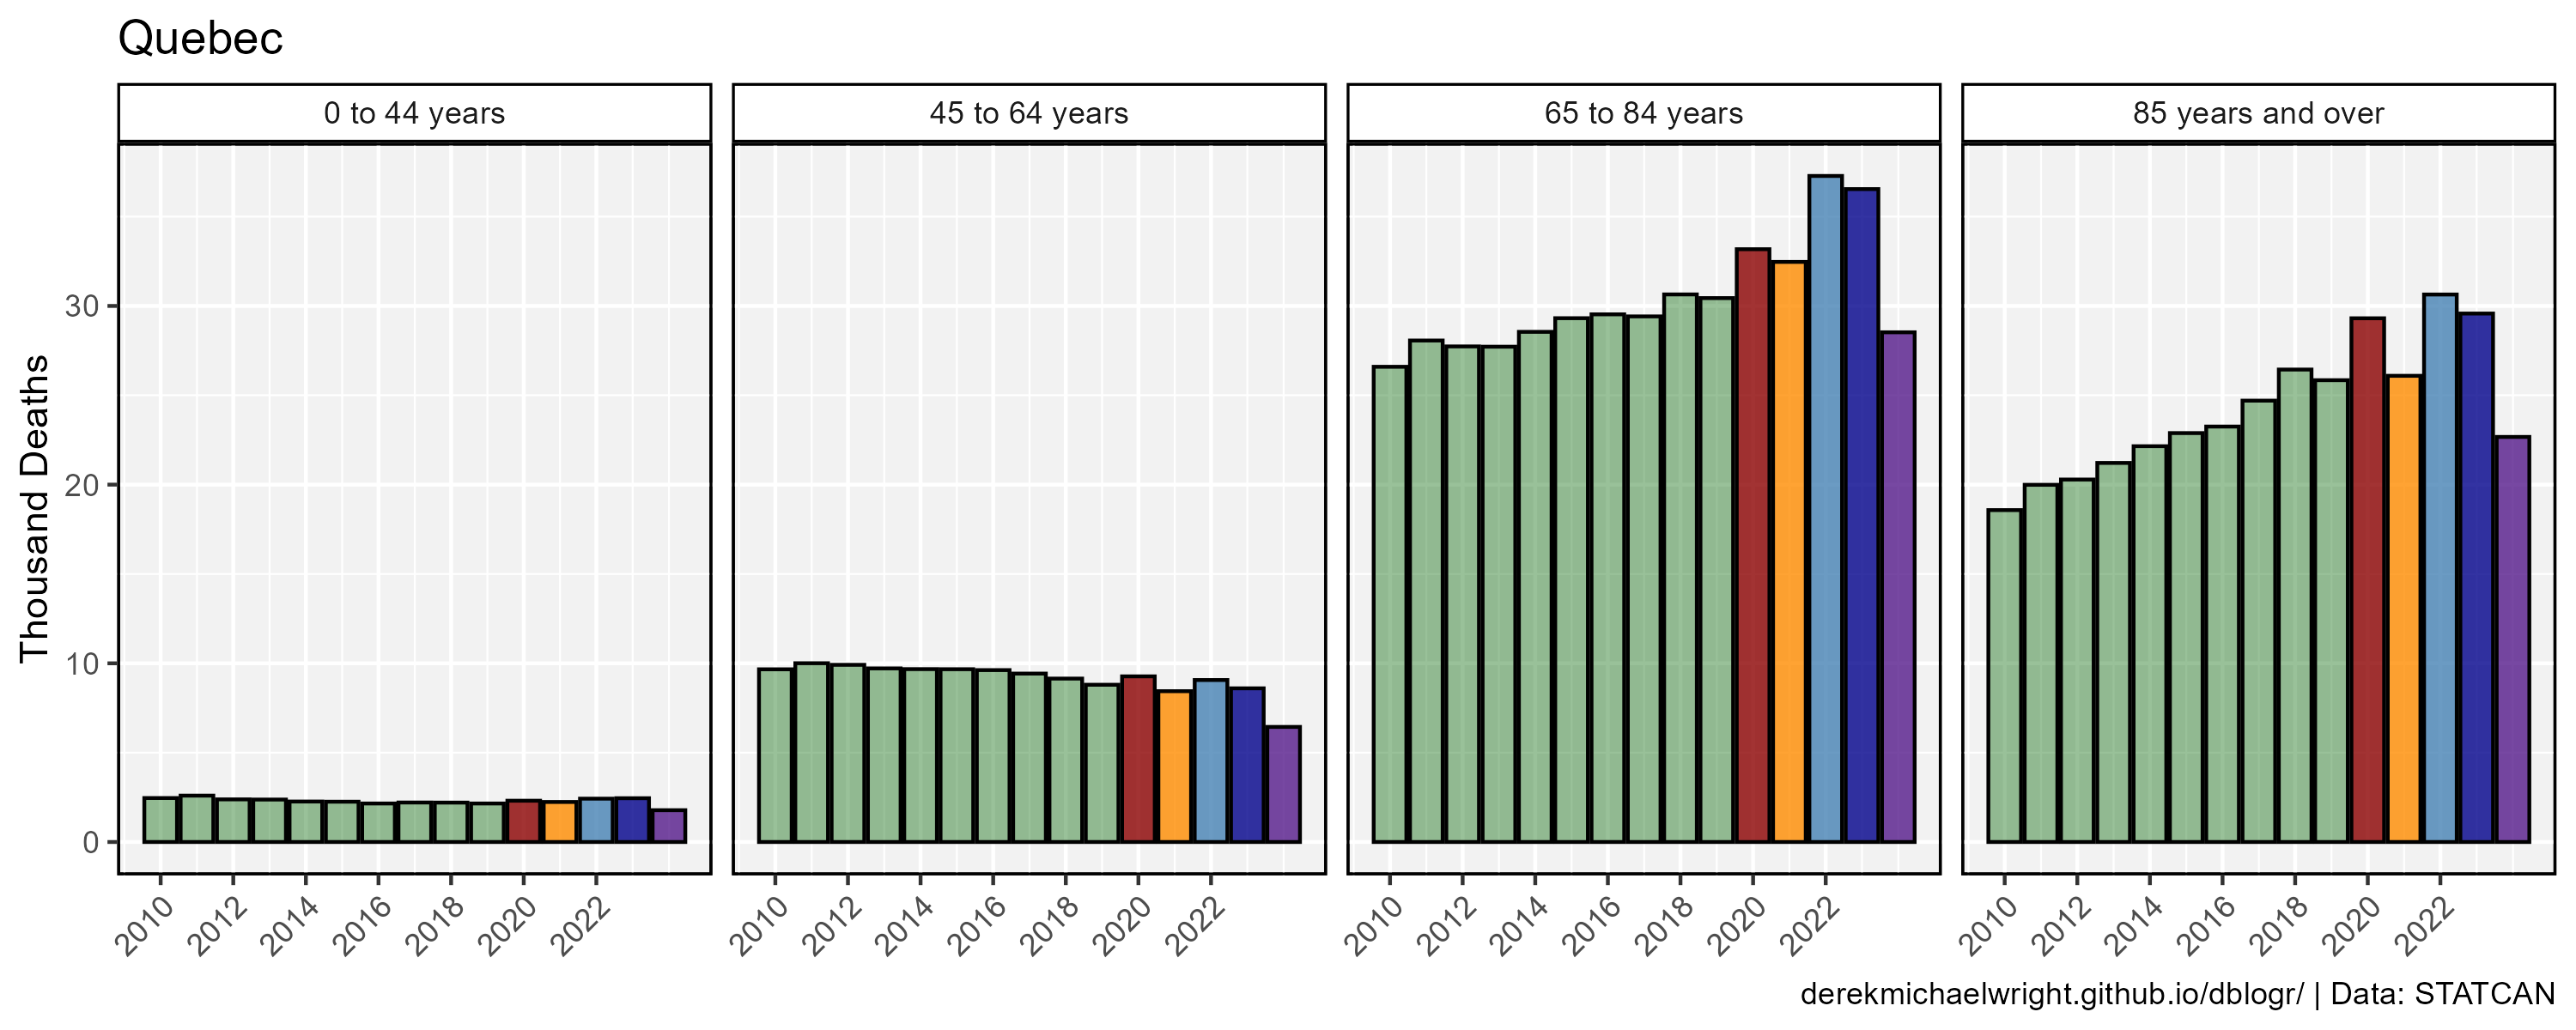 Quebec
0 to 44 years
45 to 64 years
65 to 84 years
85 years and over
Thousand Deaths
30
20
10
0
2010 2012 2014 2016 2018 2020 2022
2010 2012 2014 2016 2018 2020 2022
2010 2012 2014 2016 2018 2020 2022
2010 2012 2014 2016 2018 2020 2022
derekmichaelwright.github.io/dblogr/ | Data: STATCAN